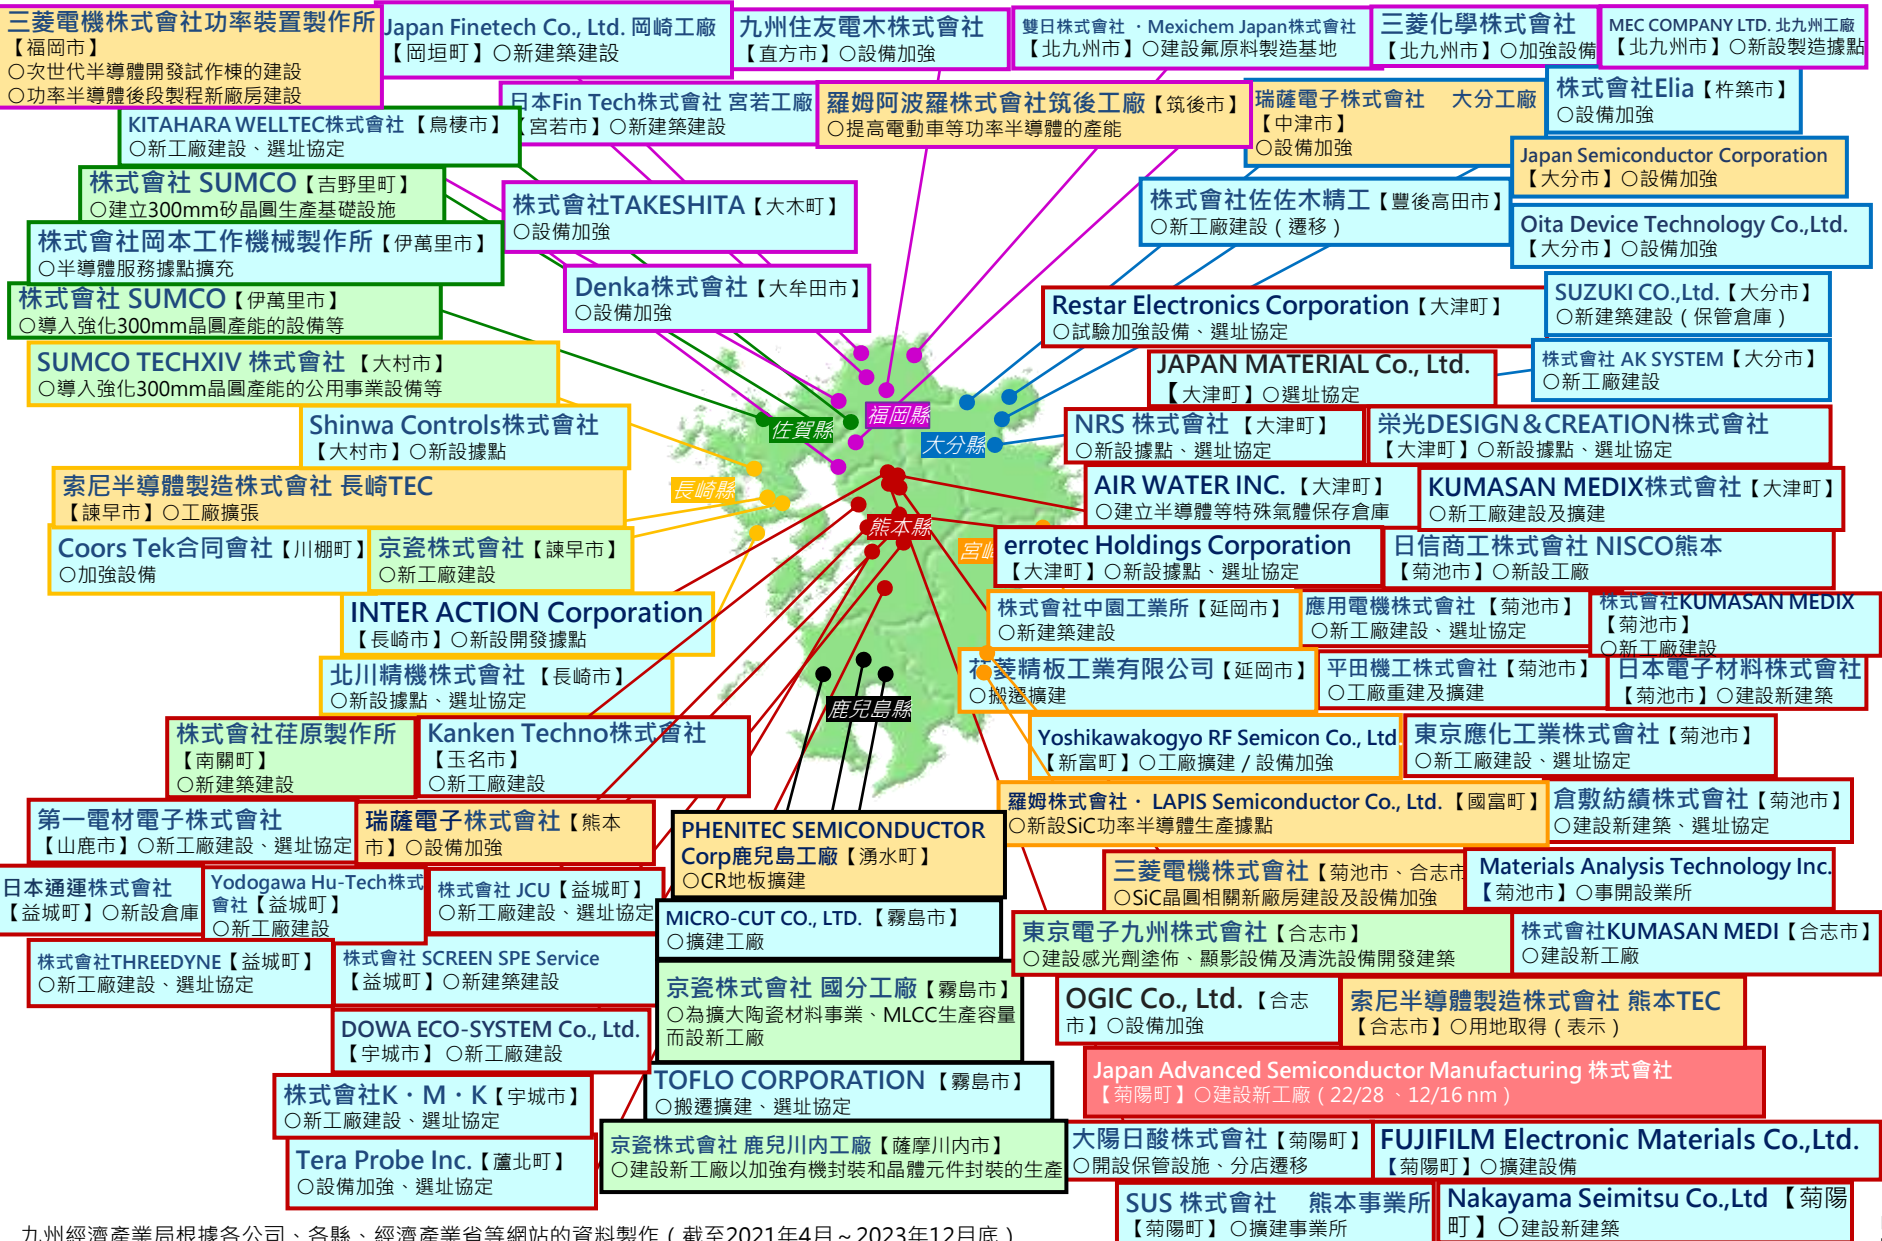 三菱電機株式會社功率裝置製作所
【福岡市】
○次世代半導體開發試作棟的建設
○功率半導體後段製程新廠房建設
Japan Finetech Co., Ltd. 岡崎工廠
【岡垣町】○新建築建設
九州住友電木株式會社
【直方市】○設備加強
雙日株式會社 ・Mexichem Japan株式會社
【北九州市】○建設氟原料製造基地
三菱化學株式會社
【北九州市】○加強設備
MEC COMPANY LTD. 北九州工廠
【北九州市】○新設製造據點
日本Fin Tech株式會社 宮若工廠
【宮若市】○新建築建設
羅姆阿波羅株式會社筑後工廠【筑後市】
○提高電動車等功率半導體的產能
瑞薩電子株式會社 大分工廠
【中津市】
○設備加強
株式會社Elia【杵築市】
○設備加強
KITAHARA WELLTEC株式會社【鳥棲市】
○新工廠建設、選址協定
Japan Semiconductor Corporation
【大分市】○設備加強
株式會社 SUMCO【吉野里町】
○建立300mm矽晶圓生產基礎設施
株式會社TAKESHITA【大木町】
○設備加強
株式會社佐佐木精工【豐後高田市】
○新工廠建設（遷移）
Oita Device Technology Co.,Ltd.
【大分市】○設備加強
株式會社岡本工作機械製作所【伊萬里市】
○半導體服務據點擴充
Denka株式會社【大牟田市】
○設備加強
株式會社 SUMCO【伊萬里市】
○導入強化300mm晶圓產能的設備等
Restar Electronics Corporation【大津町】
○試驗加強設備、選址協定
SUZUKI CO.,Ltd.【大分市】
○新建築建設（保管倉庫）
SUMCO TECHXIV 株式會社【大村市】
○導入強化300mm晶圓產能的公用事業設備等
JAPAN MATERIAL Co., Ltd.
【大津町】○選址協定
株式會社 AK SYSTEM【大分市】
○新工廠建設
Shinwa Controls株式會社
【大村市】○新設據點
佐賀縣
福岡縣
大分縣
NRS 株式會社 【大津町】
○新設據點、選址協定
栄光DESIGN＆CREATION株式會社
【大津町】○新設據點、選址協定
索尼半導體製造株式會社 長崎TEC
【諫早市】○工廠擴張
長崎縣
AIR WATER INC.【大津町】
○建立半導體等特殊氣體保存倉庫
KUMASAN MEDIX株式會社【大津町】
○新工廠建設及擴建
Coors Tek合同會社【川棚町】
○加強設備
京瓷株式會社【諫早市】
○新工廠建設
熊本縣
宮崎
errotec Holdings Corporation
【大津町】○新設據點、選址協定
日信商工株式會社 NISCO熊本
【菊池市】○新設工廠
INTER ACTION Corporation
【長崎市】○新設開發據點
株式會社中園工業所【延岡市】
○新建築建設
應用電機株式會社【菊池市】
○新工廠建設、選址協定
株式會社KUMASAN MEDIX
【菊池市】
○新工廠建設
北川精機株式會社 【長崎市】
○新設據點、選址協定
花菱精板工業有限公司【延岡市】
○搬遷擴建
平田機工株式會社【菊池市】
○工廠重建及擴建
日本電子材料株式會社
【菊池市】○建設新建築
鹿兒島縣
株式會社荏原製作所
【南關町】
○新建築建設
Kanken Techno株式會社
【玉名市】
○新工廠建設
Yoshikawakogyo RF Semicon Co., Ltd
【新富町】○工廠擴建 / 設備加強
東京應化工業株式會社【菊池市】
○新工廠建設、選址協定
第一電材電子株式會社
【山鹿市】○新工廠建設、選址協定
瑞薩電子株式會社【熊本
市】○設備加強
PHENITEC SEMICONDUCTOR
Corp鹿兒島工廠【湧水町】
○CR地板擴建
羅姆株式會社・ LAPIS Semiconductor Co., Ltd.【國富町】
○新設SiC功率半導體生產據點
倉敷紡績株式會社【菊池市】
○建設新建築、選址協定
三菱電機株式會社【菊池市、合志市
○SiC晶圓相關新廠房建設及設備加強
Materials Analysis Technology Inc.
【菊池市】○事開設業所
日本通運株式會社
【益城町】○新設倉庫
Yodogawa Hu-Tech株式
會社【益城町】
○新工廠建設
株式會社 JCU【益城町】
○新工廠建設、選址協定
MICRO-CUT CO., LTD.【霧島市】
○擴建工廠
東京電子九州株式會社【合志市】
○建設感光劑塗佈、顯影設備及清洗設備開發建築
株式會社KUMASAN MEDI【合志市】
○建設新工廠
株式會社THREEDYNE【益城町】
○新工廠建設、選址協定
株式會社 SCREEN SPE Service
【益城町】○新建築建設
京瓷株式會社 國分工廠【霧島市】
○為擴大陶瓷材料事業、MLCC生產容量
而設新工廠
OGIC Co., Ltd.【合志
市】○設備加強
索尼半導體製造株式會社 熊本TEC
【合志市】○用地取得（表示）
DOWA ECO-SYSTEM Co., Ltd.
【宇城市】○新工廠建設
Japan Advanced Semiconductor Manufacturing 株式會社
【菊陽町】○建設新工廠（22/28 、12/16 nm）
株式會社K・M・K【宇城市】
○新工廠建設、選址協定
TOFLO CORPORATION 【霧島市】
○搬遷擴建、選址協定
Tera Probe Inc.【蘆北町】
○設備加強、選址協定
京瓷株式會社 鹿兒川內工廠【薩摩川內市】
○建設新工廠以加強有機封裝和晶體元件封裝的生產
大陽日酸株式會社【菊陽町】
○開設保管設施、分店遷移
FUJIFILM Electronic Materials Co.,Ltd.
【菊陽町】○擴建設備
SUS 株式會社 熊本事業所
【菊陽町】○擴建事業所
Nakayama Seimitsu Co.,Ltd 【菊陽
町】○建設新建築
九州經濟產業局根據各公司、各縣、經濟產業省等網站的資料製作（截至2021年4月～2023年12月底）